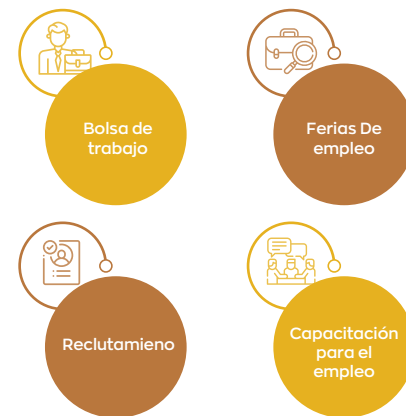 Bolsa de
trabajo
Ferias De
empleo
Reclutamieno
Capacitación
para el
empleo